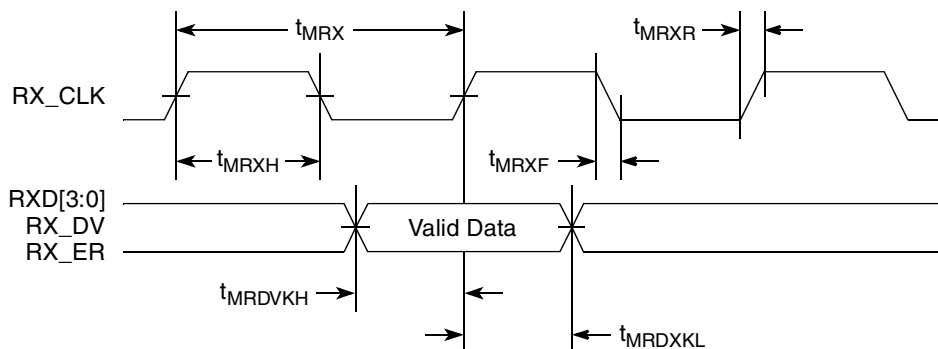 tMRX
tMRXR
RX_CLK
tMRXH
tMRXF
RXD[3:0]
RX_DV
Valid Data
RX_ER
tMRDVKH
tMRDXKL